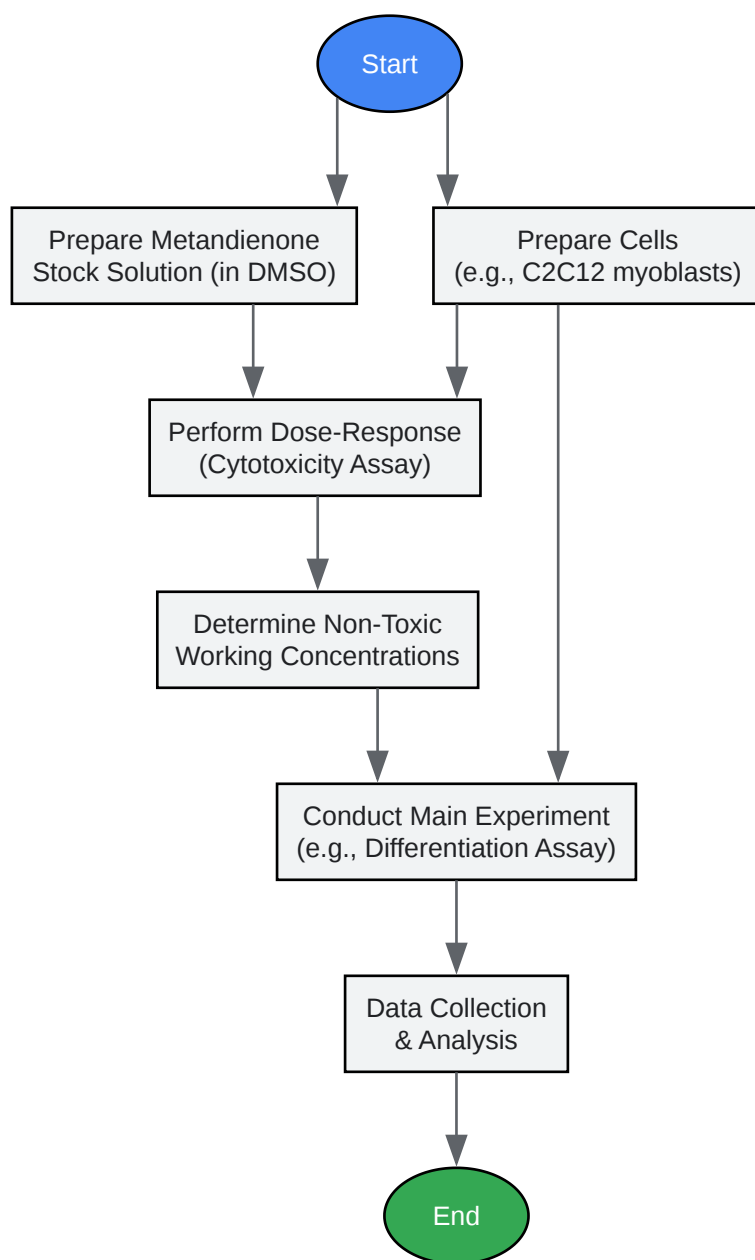 Start
Prepare Metandienone
Stock Solution (in DMSO)
Prepare Cells
(e.g., C2C12 myoblasts)
Perform Dose-Response
(Cytotoxicity Assay)
Determine Non-Toxic
Working Concentrations
Conduct Main Experiment
(e.g., Differentiation Assay)
Data Collection
& Analysis
End